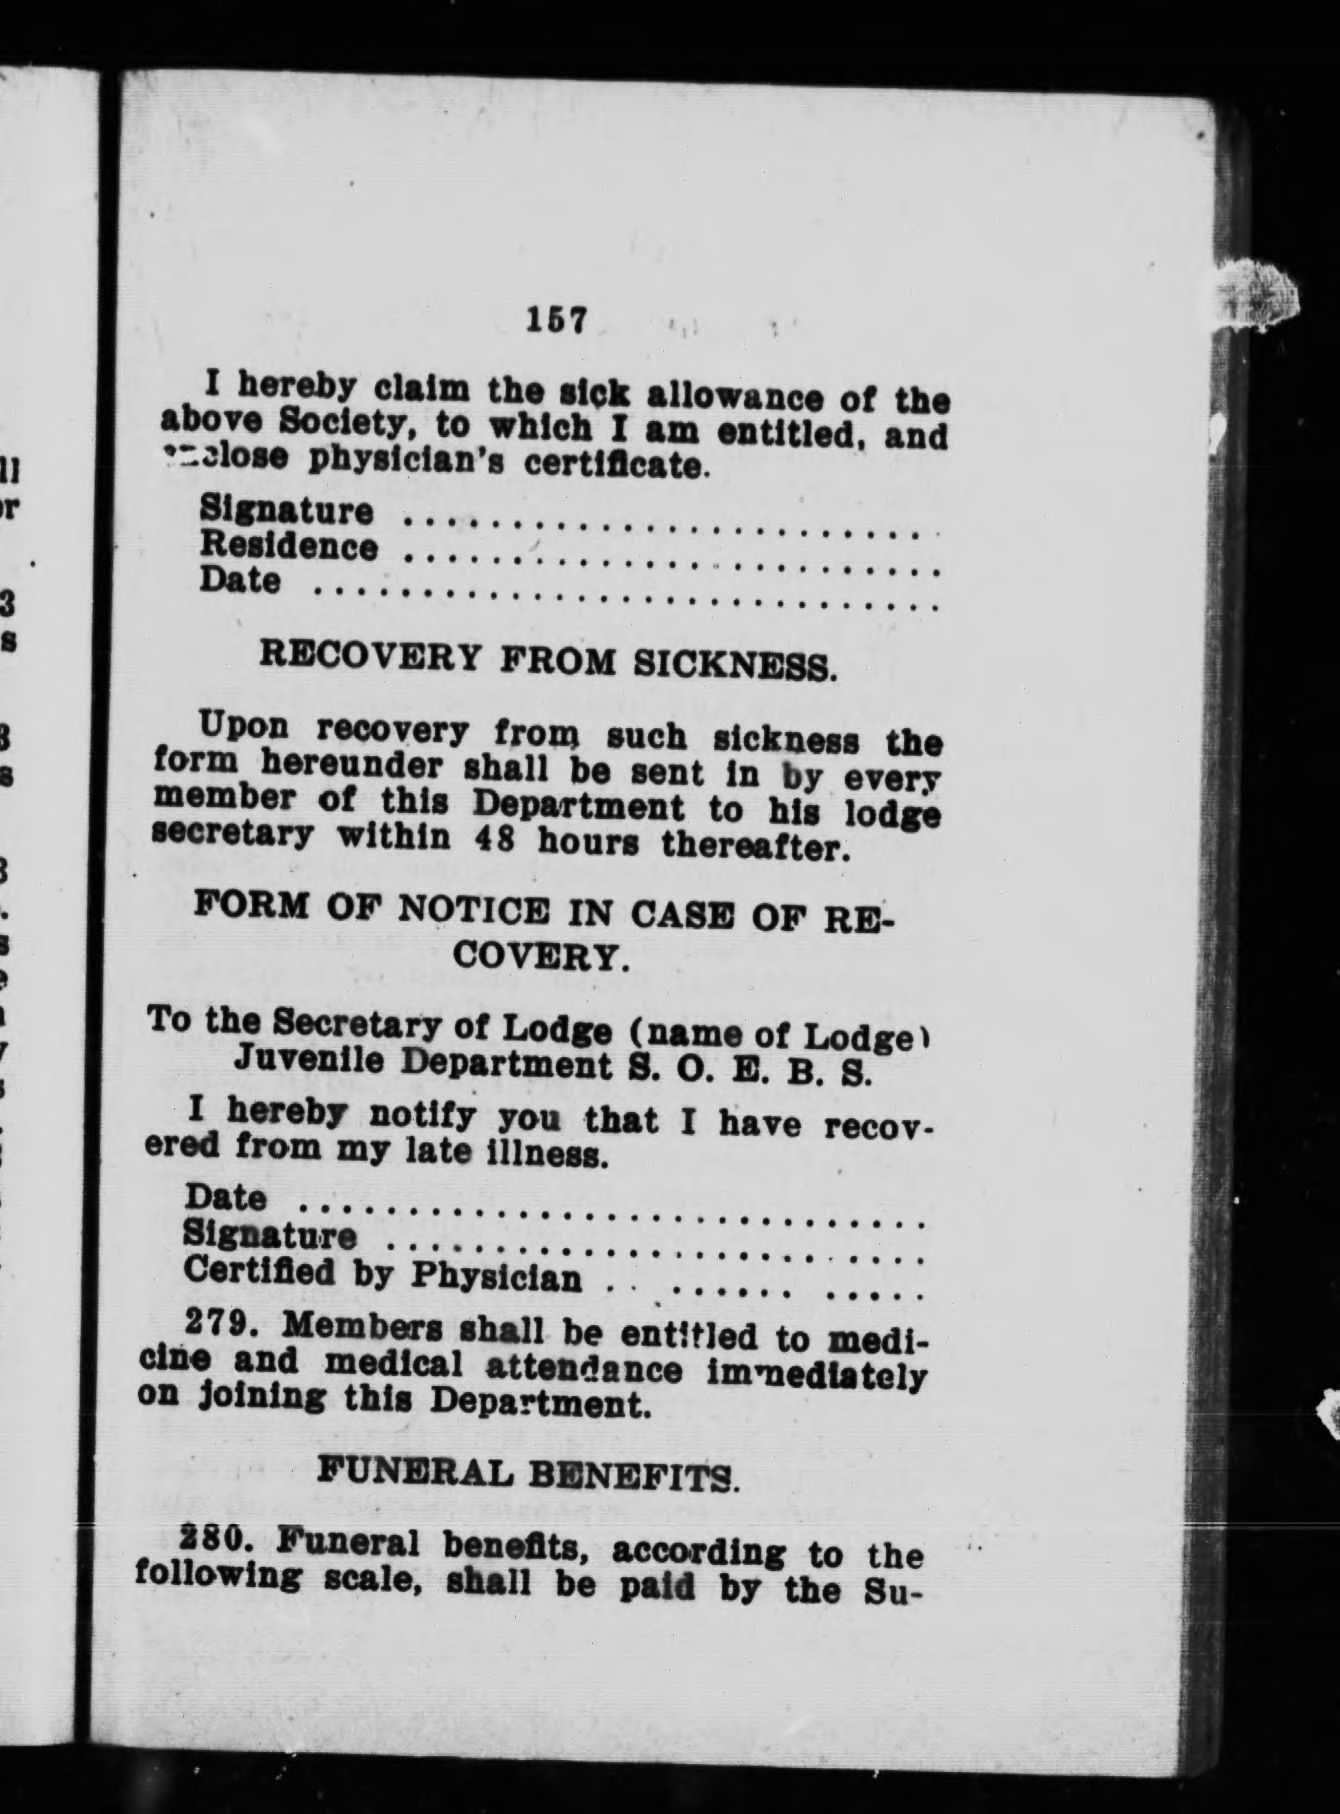 157
I hereby claim the sick allowance of the
above Society, to which I am entitled, and
enclose physician's certificate.
Signature ..........................
Residence ..........................
Date ..............................
RECOVERY FROM SICKNESS.
Upon recovery from such sickness the
form hereunder shall be sent in by every
member of this Department to his lodge
secretary within 48 hours thereafter.
FORM OF NOTICE IN CASE OF RE-
COVERY.
To the Secretary of Lodge (name of Lodge)
Juvenile Department S. O. E. B. S.
I hereby notify you that I have recov-
ered from my late illness.
Date ..............................
Signature ..........................
Certified by Physician .. ...... .....
279. Members shall be entitled to medi-
cine and medical attendance immediately
on joining this Department.
FUNERAL BENEFITS.
280. Funeral benefits, according to the
following scale, shall be paid by the Su-